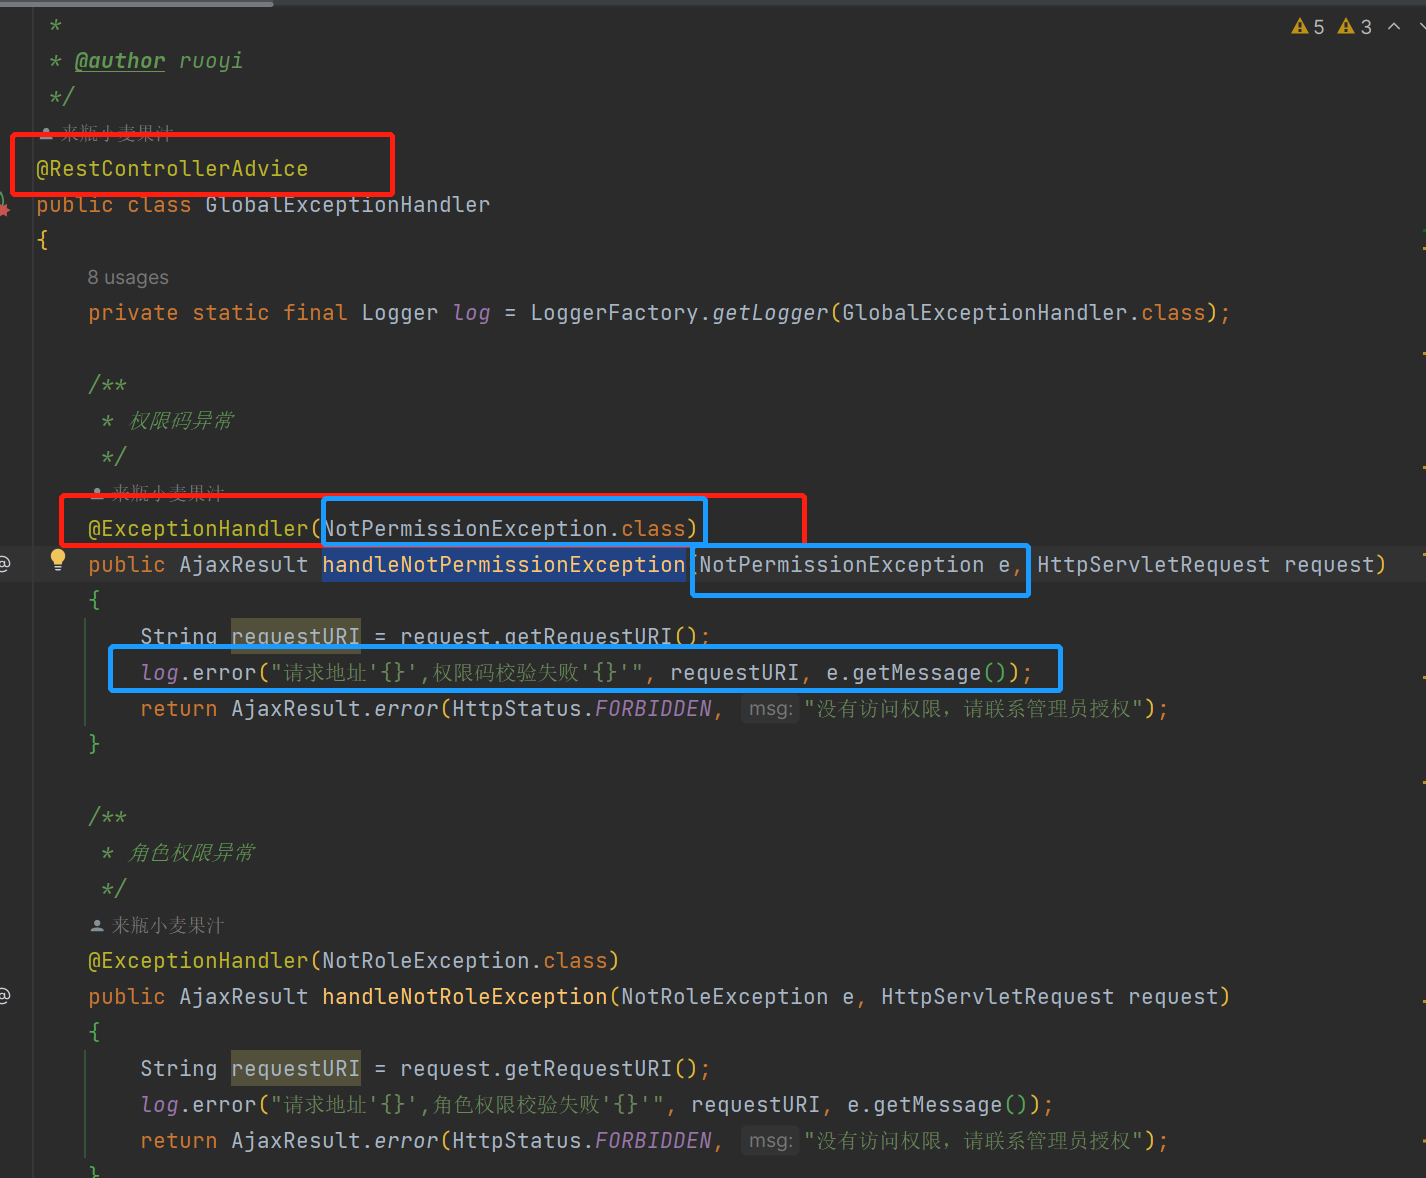 5 3
*
* @author ruoyi
*/
来瓶小麦果汁
@RestControllerAdvice
public class GlobalExceptionHandler
{
8 usages
private static final Logger log = LoggerFactory.getLogger(GlobalExceptionHandler.class);
/**
* 权限码异常
*/
来瓶小麦果汁
@ExceptionHandler(NotPermissionException.class)
public AjaxResult handleNotPermissionException(NotPermissionException e, HttpServletRequest request)
{
String requestURI = request.getRequestURI();
log.error("请求地址'{}',权限码校验失败'{}'", requestURI, e.getMessage());
return AjaxResult.error(HttpStatus.FORBIDDEN, msg: "没有访问权限，请联系管理员授权");
}
/**
* 角色权限异常
*/
来瓶小麦果汁
@ExceptionHandler(NotRoleException.class)
public AjaxResult handleNotRoleException(NotRoleException e, HttpServletRequest request)
{
String requestURI = request.getRequestURI();
log.error("请求地址'{}',角色权限校验失败'{}'", requestURI, e.getMessage());
return AjaxResult.error(HttpStatus.FORBIDDEN, msg: "没有访问权限，请联系管理员授权");
}